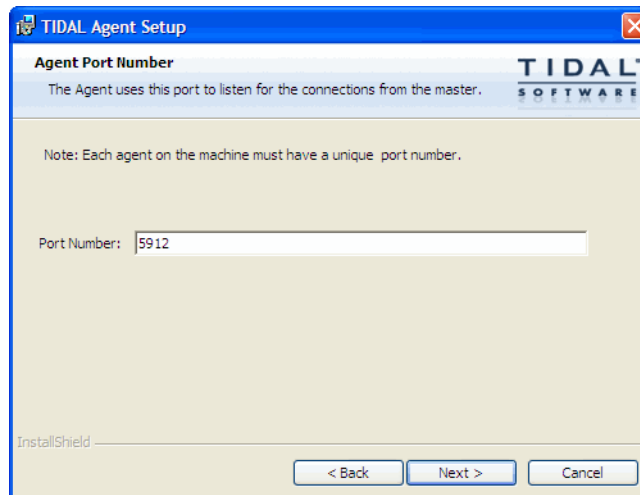 TIDAL Agent Setup
Agent Port Number
The Agent uses this port to listen for the connections from the master.
TIDAL
SOFTWARE
Note: Each agent on the machine must have a unique port number.
Port Number: 5912
InstallShield
< Back Next > Cancel